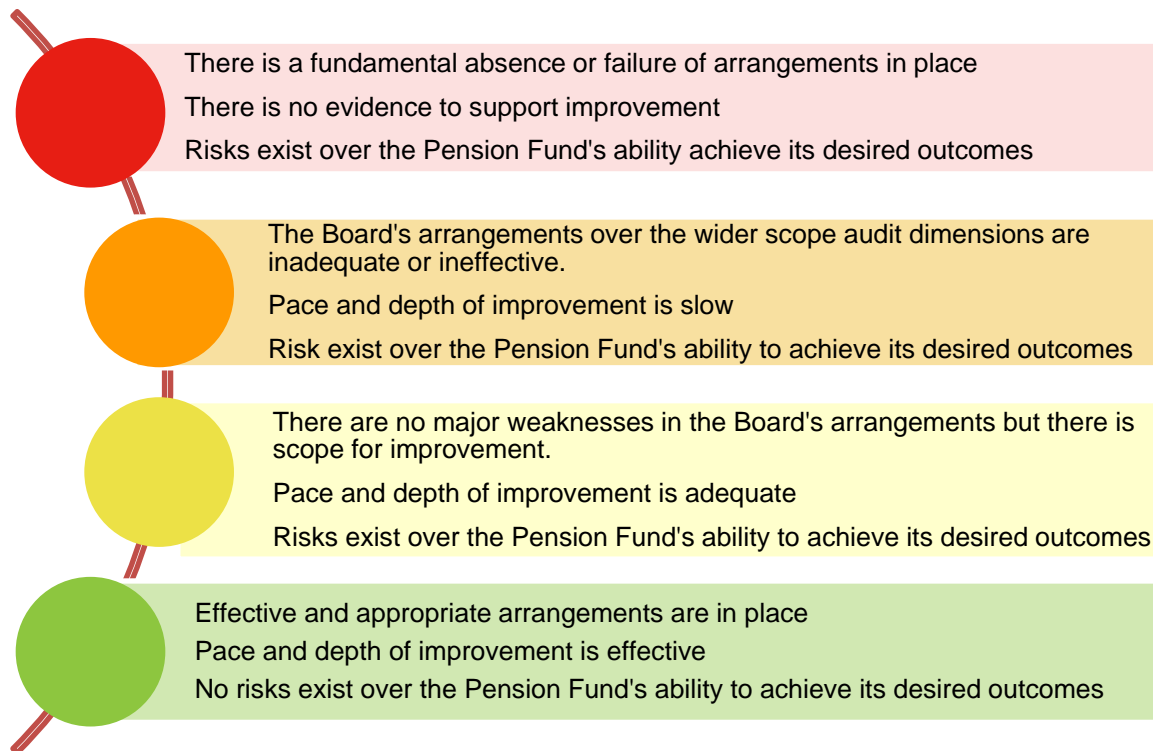 There is a fundamental absence or failure of arrangements in place
There is no evidence to support improvement
Risks exist over the Pension Fund's ability achieve its desired outcomes
The Board's arrangements over the wider scope audit dimensions are
inadequate or ineffective.
Pace and depth of improvement is slow
Risk exist over the Pension Fund's ability to achieve its desired outcomes
There are no major weaknesses in the Board's arrangements but there is
scope for improvement.
Pace and depth of improvement is adequate
Risks exist over the Pension Fund's ability to achieve its desired outcomes
Effective and appropriate arrangements are in place
Pace and depth of improvement is effective
No risks exist over the Pension Fund's ability to achieve its desired outcomes